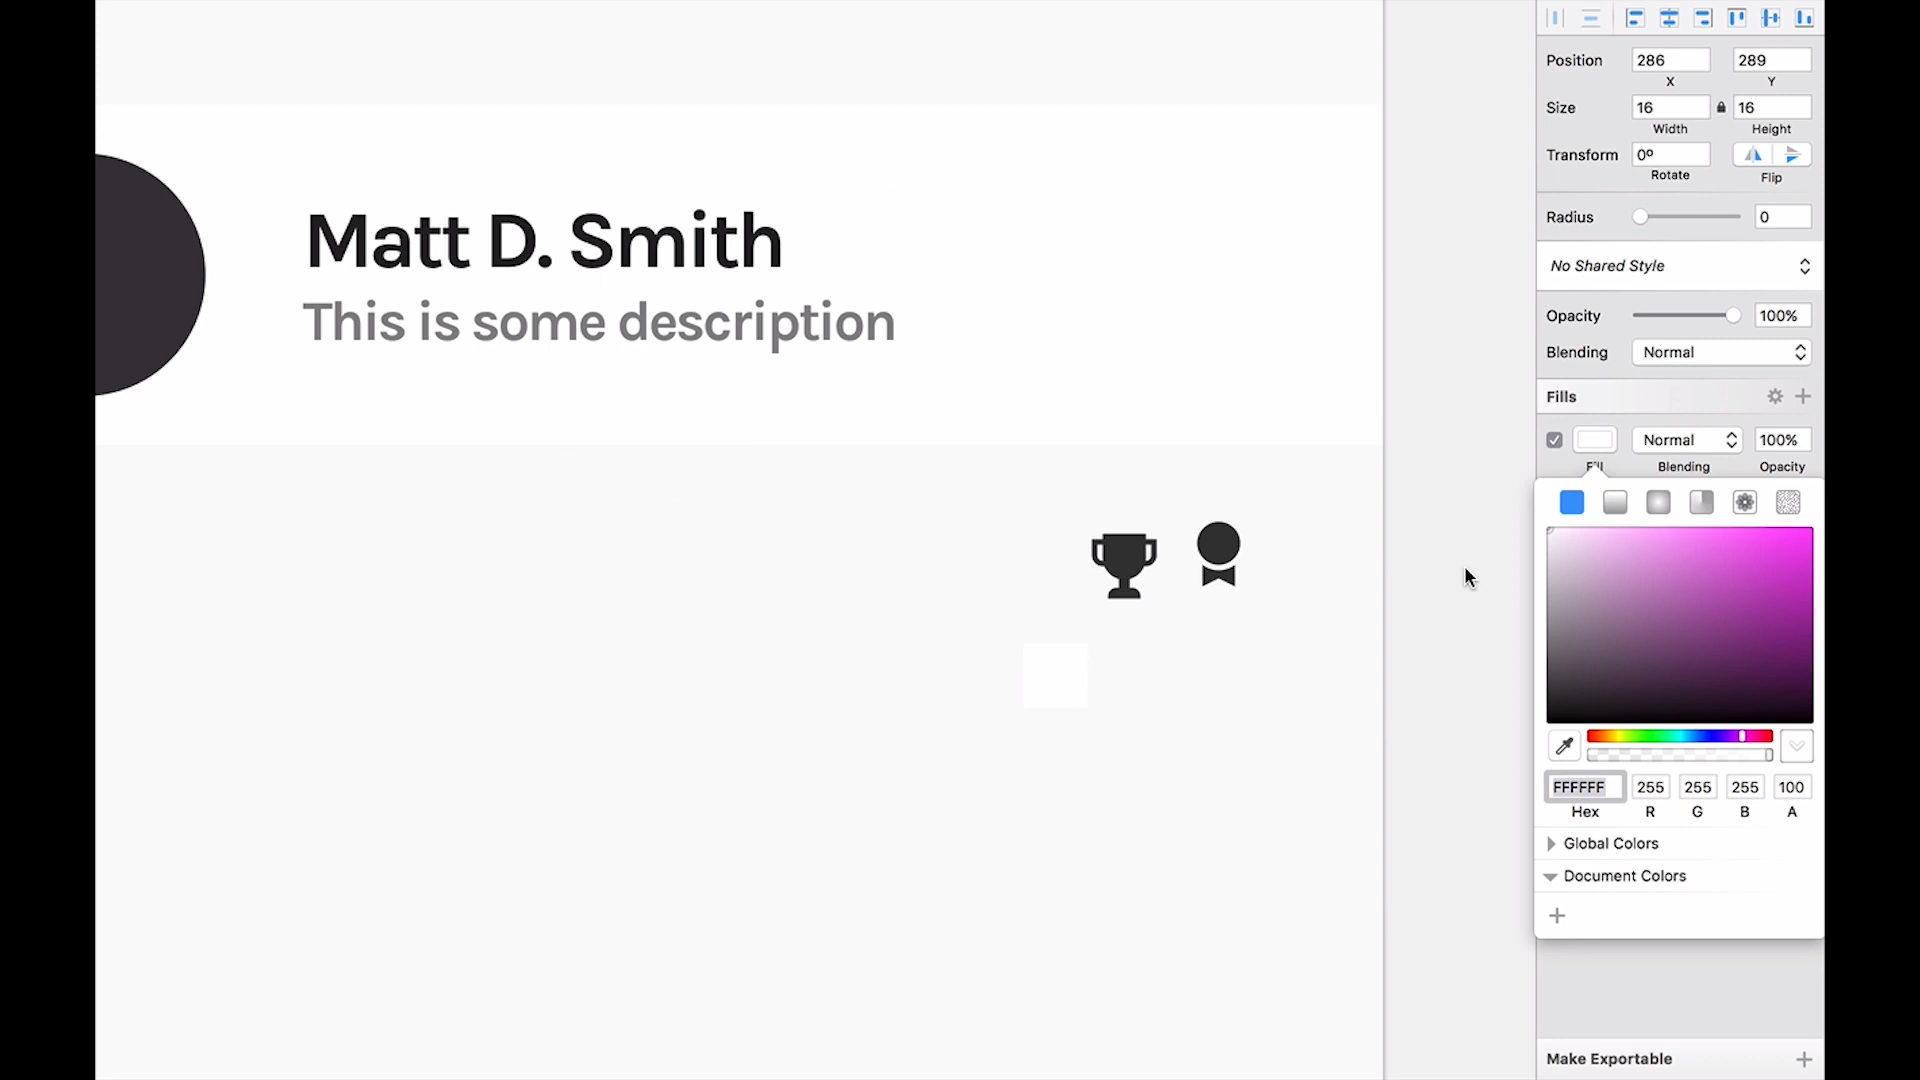 Matt D. Smith
This is some description
Position 286 289
X Y
Size 16 16
Width Height
Transform 0º
Rotate Flip
Radius 0
No Shared Style
Opacity 100%
Blending Normal
Fills
Normal 100%
Fill Blending Opacity
FFFFFF 255 255 255 100
Hex R G B A
Global Colors
Document Colors
Make Exportable